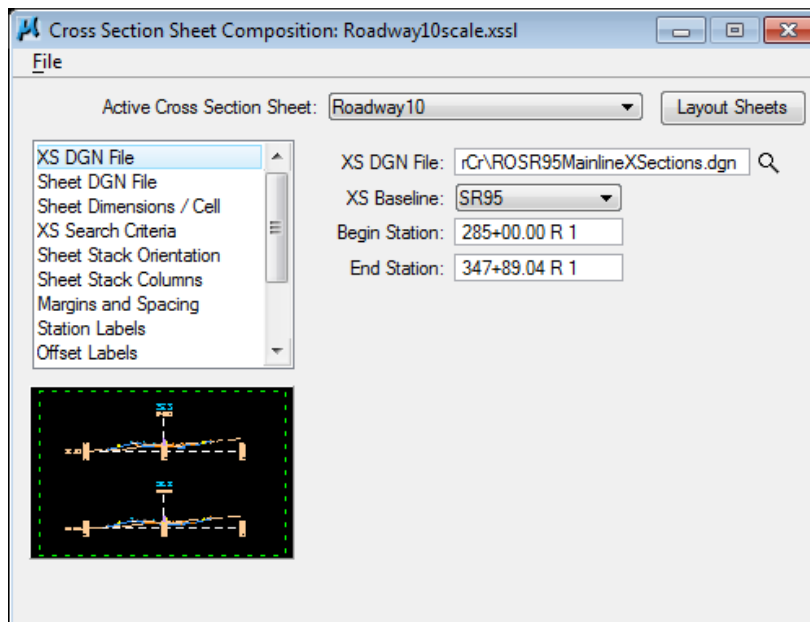 Cross Section Sheet Composition: Roadway10scale.xssl
File
Active Cross Section Sheet: Roadway10 Layout Sheets
XS DGN File
Sheet DGN File
Sheet Dimensions / Cell
XS Search Criteria
Sheet Stack Orientation
Sheet Stack Columns
Margins and Spacing
Station Labels
Offset Labels
XS DGN File: rCr\ROSR95MainlineXSections.dgn
XS Baseline: SR95
Begin Station: 285+00.00 R 1
End Station: 347+89.04 R 1